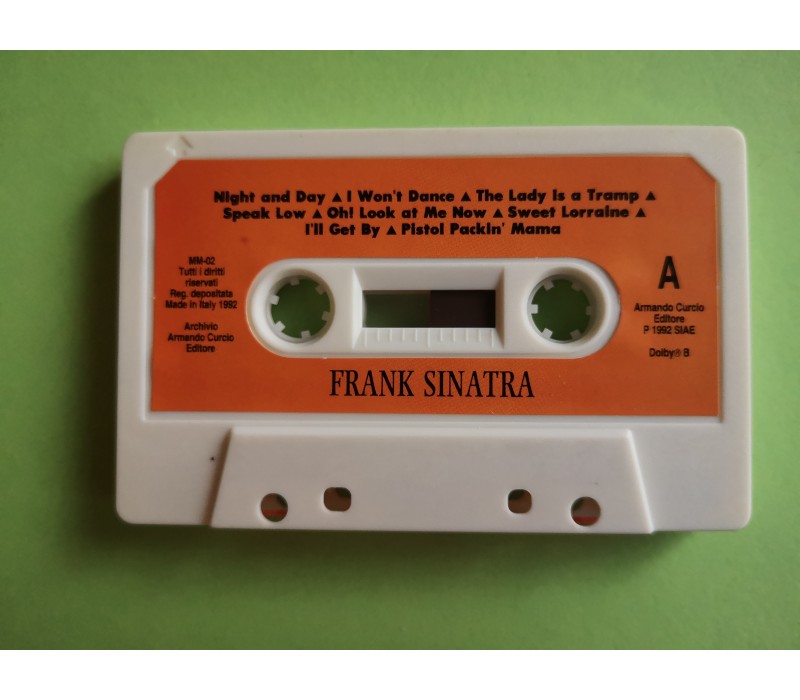 Night and Day ▲ I Won't Dance ▲ The Lady is a Tramp ▲
Speak Low ▲ Oh! Look at Me Now ▲ Sweet Lorraine ▲
I'll Get By ▲ Pistol Packin' Mama
MM-02
Tutti i diritti
riservati
Reg. depositata
Made in Italy 1992
Archivio
Armando Curcio
Editore
A
Armando Curcio
Editore
P 1992 SIAE
Dolby® B
FRANK SINATRA